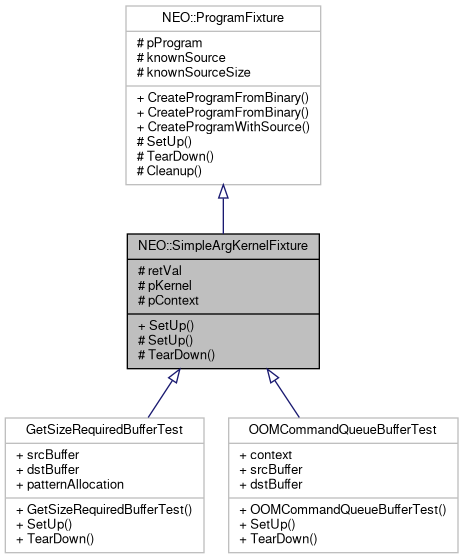 NEO::ProgramFixture
# pProgram
# knownSource
# knownSourceSize
+ CreateProgramFromBinary()
+ CreateProgramFromBinary()
+ CreateProgramWithSource()
# SetUp()
# TearDown()
# Cleanup()
NEO::SimpleArgKernelFixture
# retVal
# pKernel
# pContext
+ SetUp()
# SetUp()
# TearDown()
GetSizeRequiredBufferTest
+ srcBuffer
+ dstBuffer
+ patternAllocation
+ GetSizeRequiredBufferTest()
+ SetUp()
+ TearDown()
OOMCommandQueueBufferTest
+ context
+ srcBuffer
+ dstBuffer
+ OOMCommandQueueBufferTest()
+ SetUp()
+ TearDown()